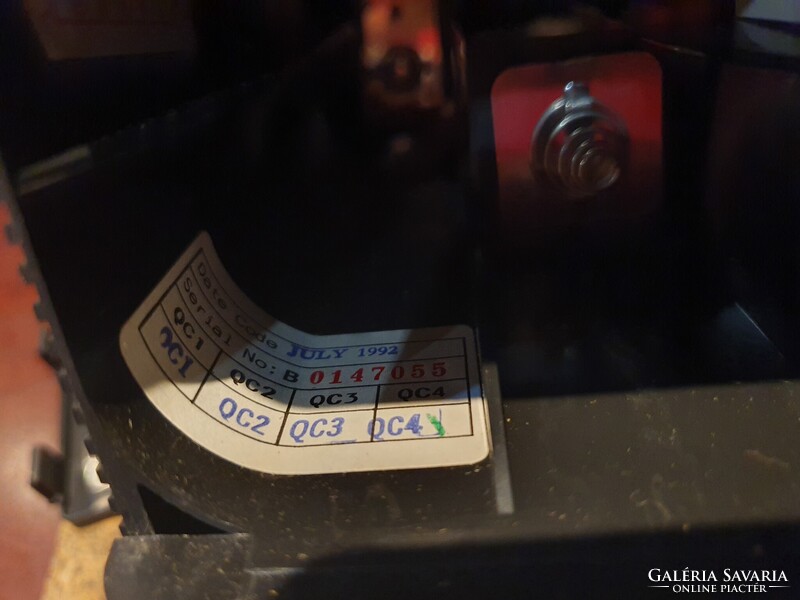 Date Code JULY 1992
Serial No: B 0147055
QC1 QC2 QC3 QC4
QC1 QC2 QC3 QC4
GALÉRIA SAVARIA
ONLINE PIACTÉR